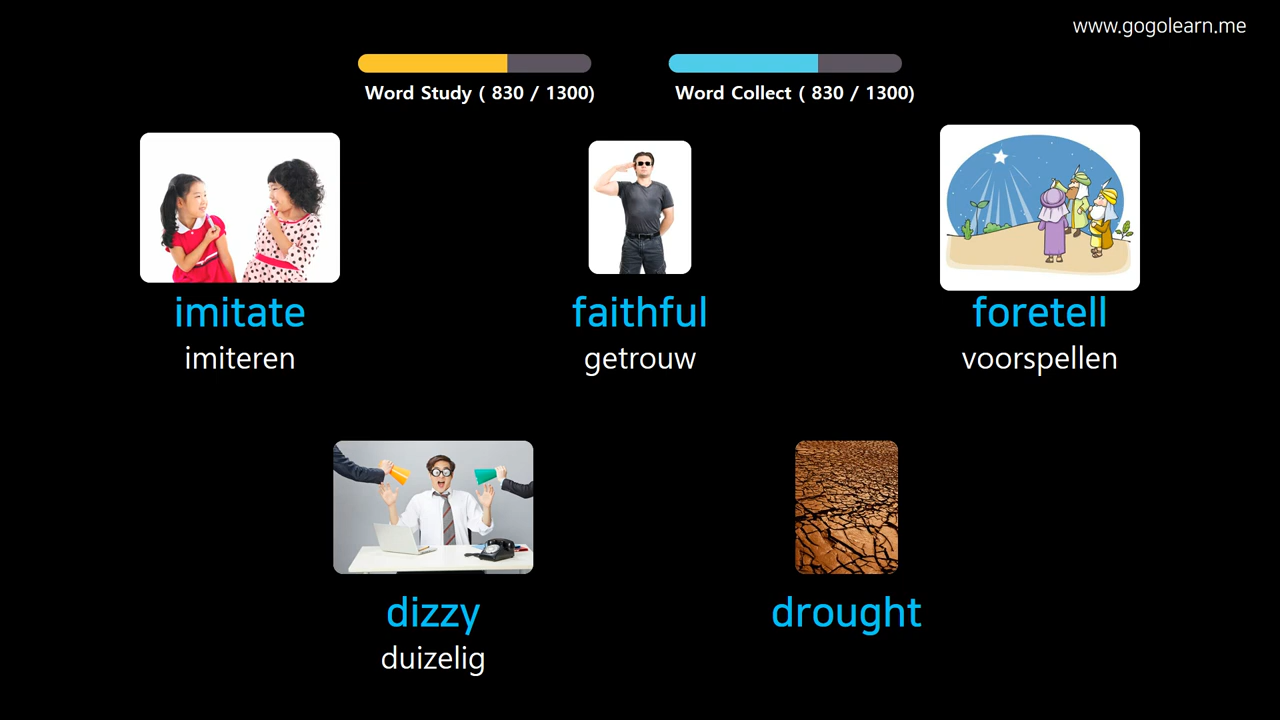 www.gogolearn.me
Word Study ( 830 / 1300)
Word Collect ( 830 / 1300)
imitate
imiteren
faithful
getrouw
foretell
voorspellen
dizzy
duizelig
drought